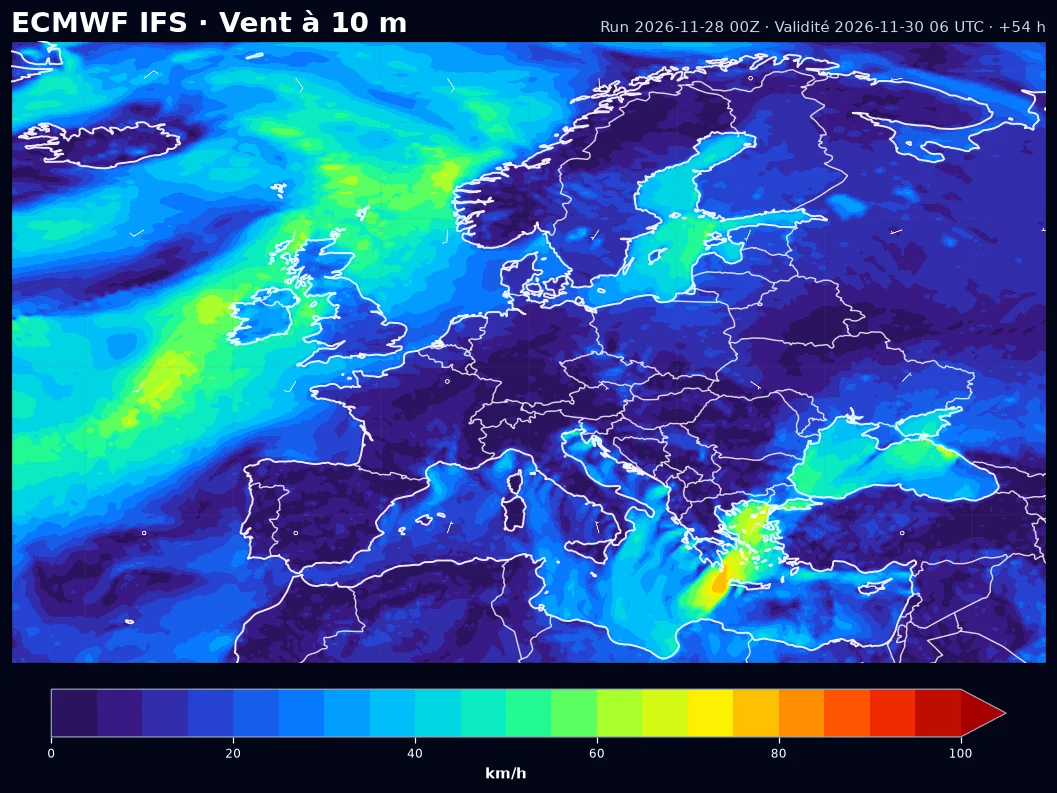 ECMWF IFS · Vent à 10 m
Run 2026-11-28 00Z · Validité 2026-11-30 06 UTC · +54 h
0 20 40 60 80 100
km/h